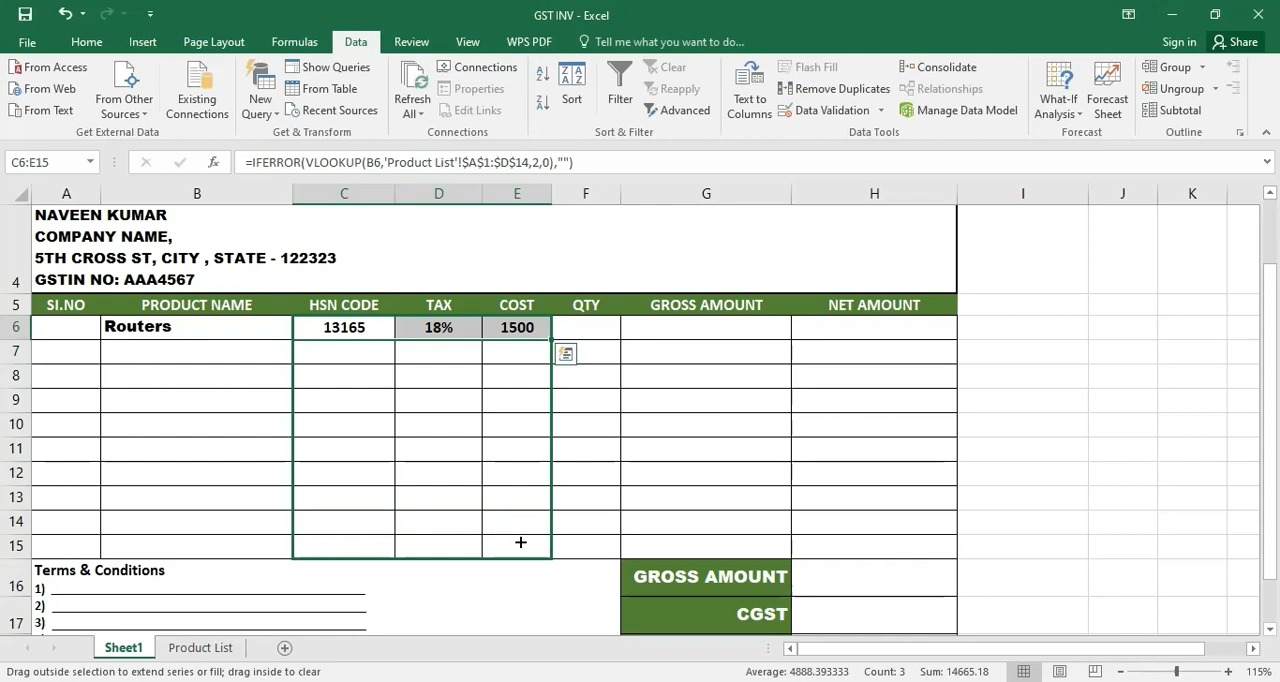 GST INV - Excel
File Home Insert Page Layout Formulas Data Review View WPS PDF Tell me what you want to do... Sign in Share
From Access
From Web
From Text
From Other Sources
Existing Connections
Get External Data
New Query
Show Queries
From Table
Recent Sources
Get & Transform
Refresh All
Connections
Properties
Edit Links
Connections
Sort
Filter
Clear
Reapply
Advanced
Sort & Filter
Text to Columns
Flash Fill
Remove Duplicates
Data Validation
Consolidate
Relationships
Manage Data Model
Data Tools
What-If Analysis
Forecast Sheet
Forecast
Group
Ungroup
Subtotal
Outline
C6:E15 fx =IFERROR(VLOOKUP(B6,'Product List'!$A$1:$D$14,2,0),"")
A B C D E F G H I J K
NAVEEN KUMAR
COMPANY NAME,
5TH CROSS ST, CITY , STATE - 122323
4 GSTIN NO: AAA4567
5 SI.NO PRODUCT NAME HSN CODE TAX COST QTY GROSS AMOUNT NET AMOUNT
6 Routers 13165 18% 1500
7
8
9
10
11
12
13
14
15
Terms & Conditions
16 1) GROSS AMOUNT
2)
17 3) CGST
Sheet1 Product List
Drag outside selection to extend series or fill; drag inside to clear Average: 4888.393333 Count: 3 Sum: 14665.18 115%